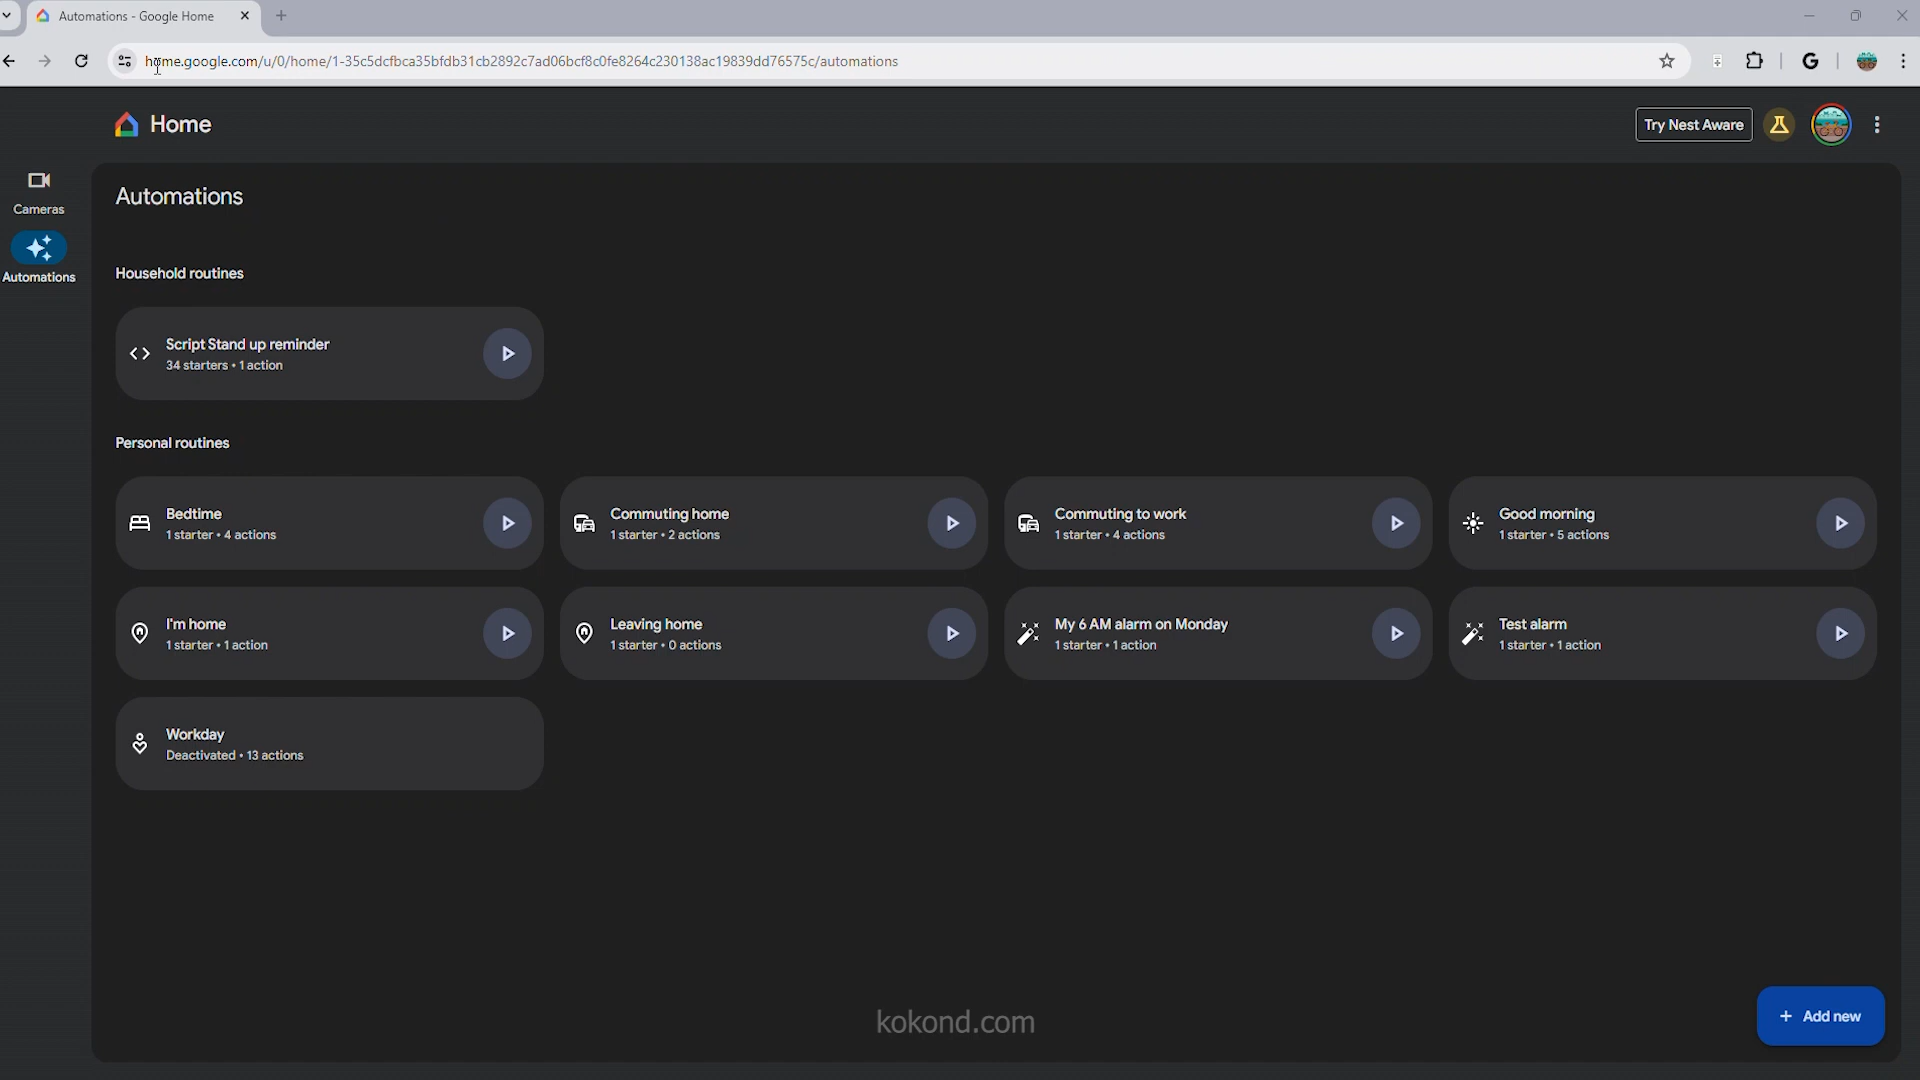 Automations - Google Home
home.google.com/u/0/home/1-35c5dcfbca35bfdb31cb2892c7ad06bcf8c0fe8264c230138ac19839dd76575c/automations
Home
Try Nest Aware
Cameras
Automations
Automations
Household routines
Script Stand up reminder
34 starters • 1 action
Personal routines
Bedtime
1 starter • 4 actions
Commuting home
1 starter • 2 actions
Commuting to work
1 starter • 4 actions
Good morning
1 starter • 5 actions
I'm home
1 starter • 1 action
Leaving home
1 starter • 0 actions
My 6 AM alarm on Monday
1 starter • 1 action
Test alarm
1 starter • 1 action
Workday
Deactivated • 13 actions
kokond.com
+ Add new